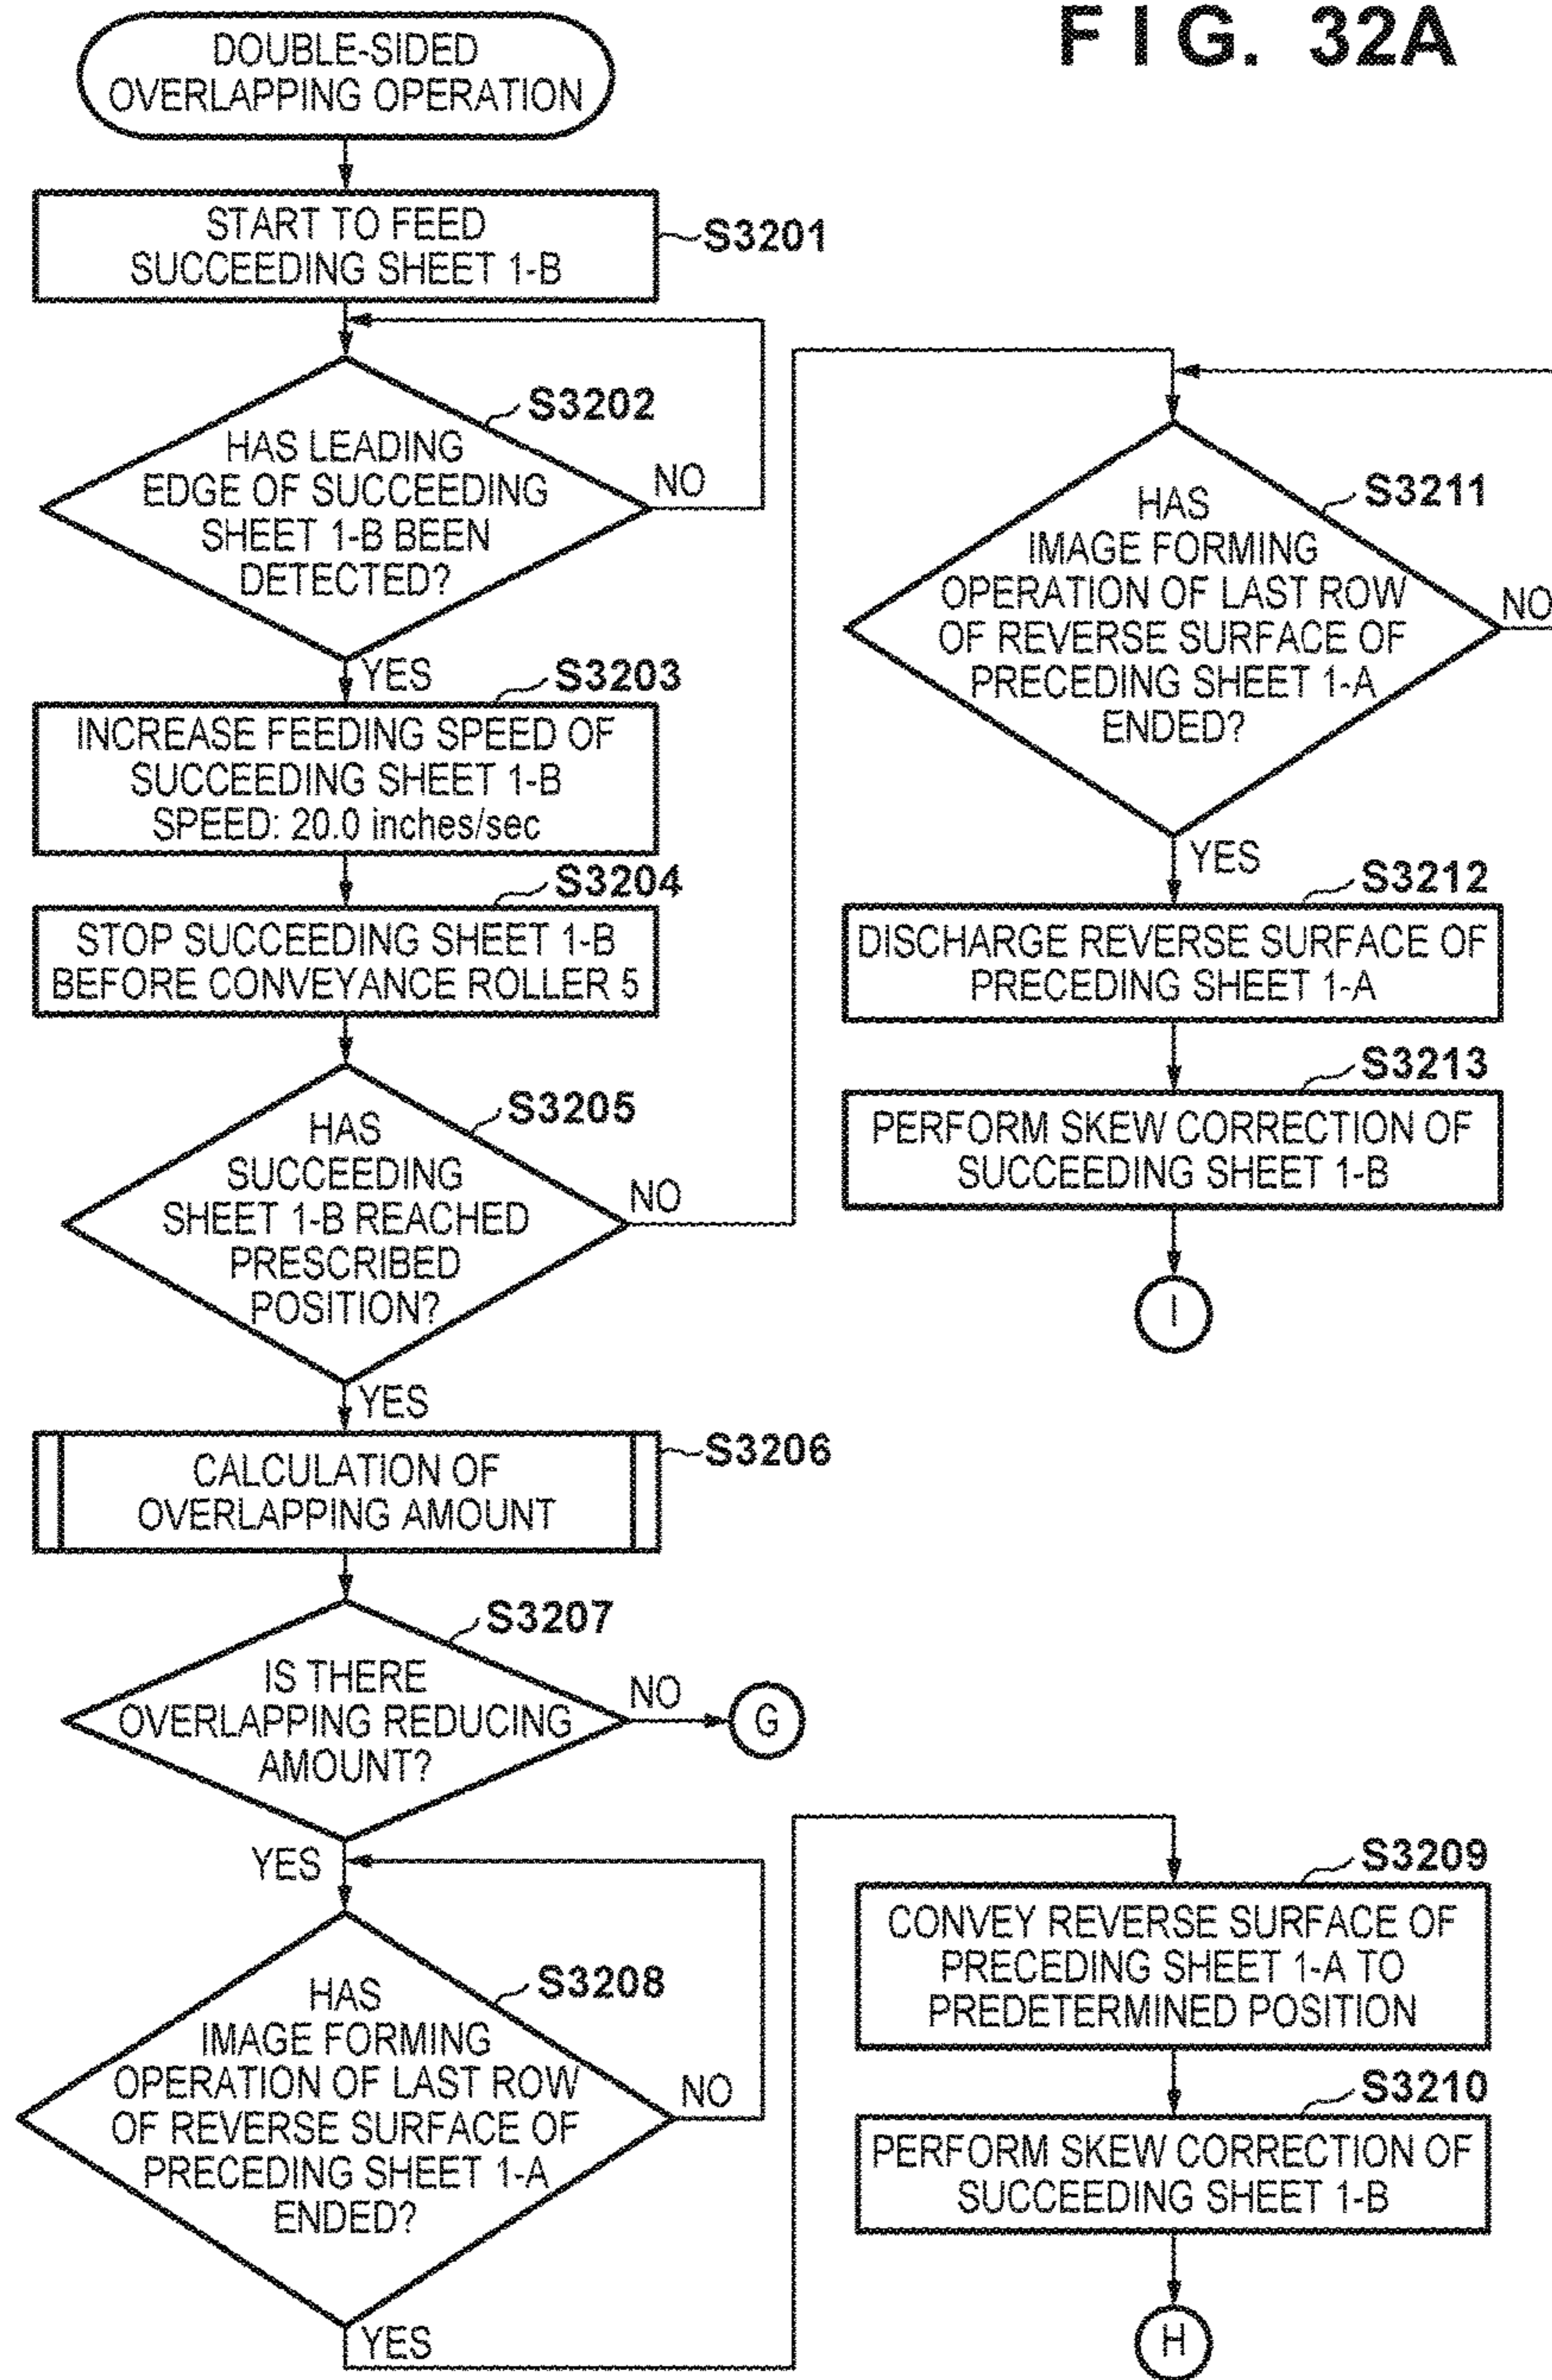 FIG. 32A
DOUBLE-SIDED
OVERLAPPING OPERATION
START TO FEED
SUCCEEDING SHEET 1-B
S3201
S3202
HAS LEADING
EDGE OF SUCCEEDING
SHEET 1-B BEEN
DETECTED?
NO
YES
S3203
INCREASE FEEDING SPEED OF
SUCCEEDING SHEET 1-B
SPEED: 20.0 inches/sec
S3204
STOP SUCCEEDING SHEET 1-B
BEFORE CONVEYANCE ROLLER 5
S3205
HAS
SUCCEEDING
SHEET 1-B REACHED
PRESCRIBED
POSITION?
NO
YES
CALCULATION OF
OVERLAPPING AMOUNT
S3206
S3207
IS THERE
OVERLAPPING REDUCING
AMOUNT?
NO
G
YES
S3208
HAS
IMAGE FORMING
OPERATION OF LAST ROW
OF REVERSE SURFACE OF
PRECEDING SHEET 1-A
ENDED?
NO
YES
S3211
HAS
IMAGE FORMING
OPERATION OF LAST ROW
OF REVERSE SURFACE OF
PRECEDING SHEET 1-A
ENDED?
NO
YES
S3212
DISCHARGE REVERSE SURFACE OF
PRECEDING SHEET 1-A
S3213
PERFORM SKEW CORRECTION OF
SUCCEEDING SHEET 1-B
I
S3209
CONVEY REVERSE SURFACE OF
PRECEDING SHEET 1-A TO
PREDETERMINED POSITION
S3210
PERFORM SKEW CORRECTION OF
SUCCEEDING SHEET 1-B
H